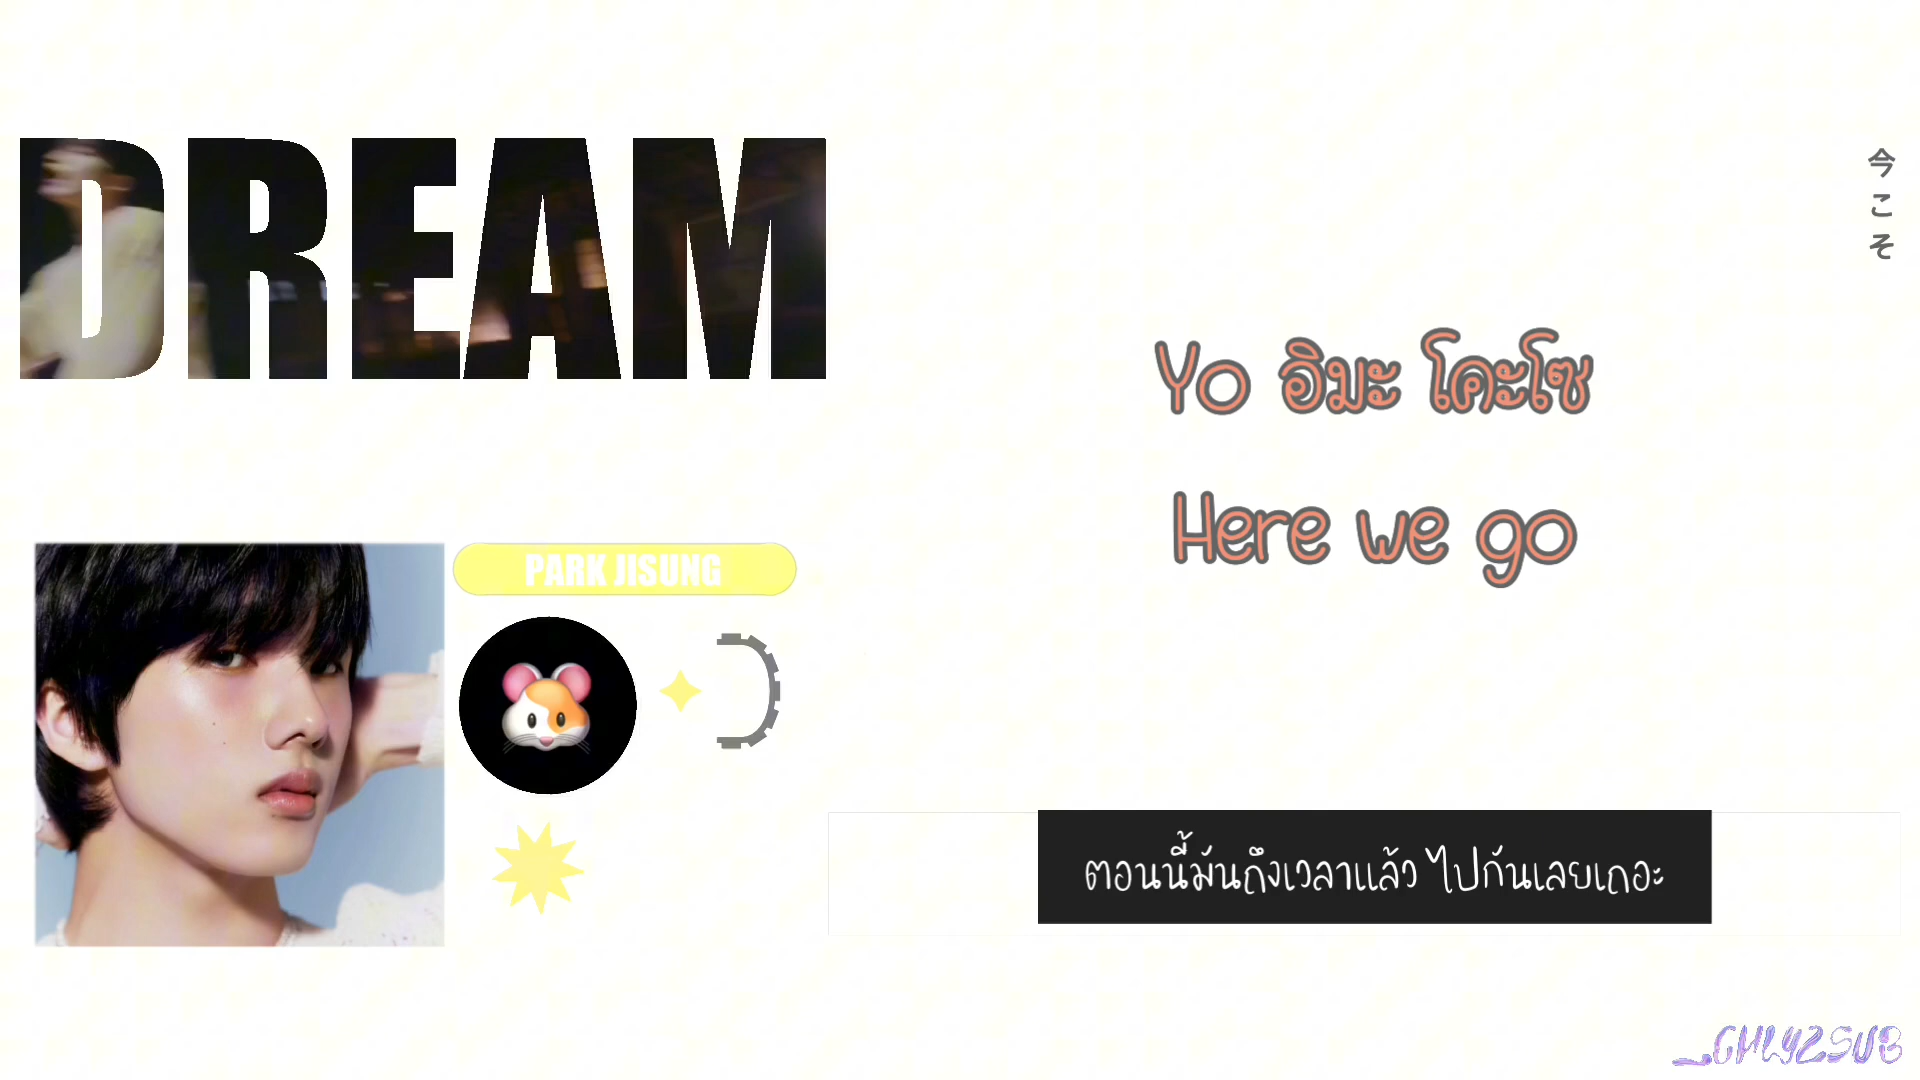 DREAM
今こそ
Yo อิมะ โคะโซ
Here we go
PARK JISUNG
ตอนนี้มันถึงเวลาแล้ว ไปกันเลยเถอะ
_CHLYZSUB